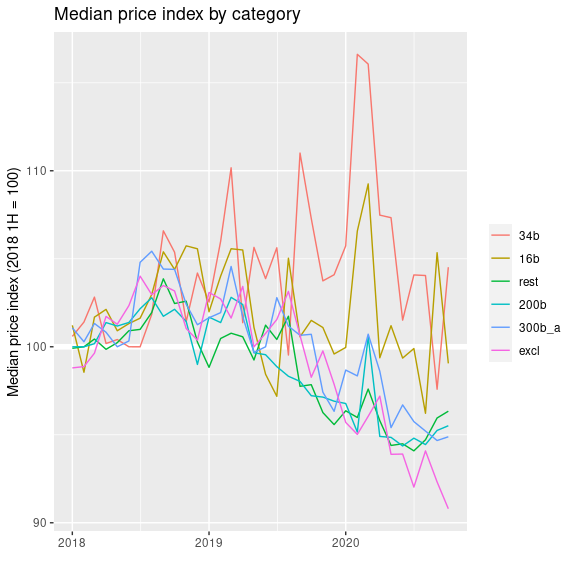 Median price index by category
Median price index (2018 1H = 100)
110
100
90
2018
2019
2020
34b
16b
rest
200b
300b_a
excl